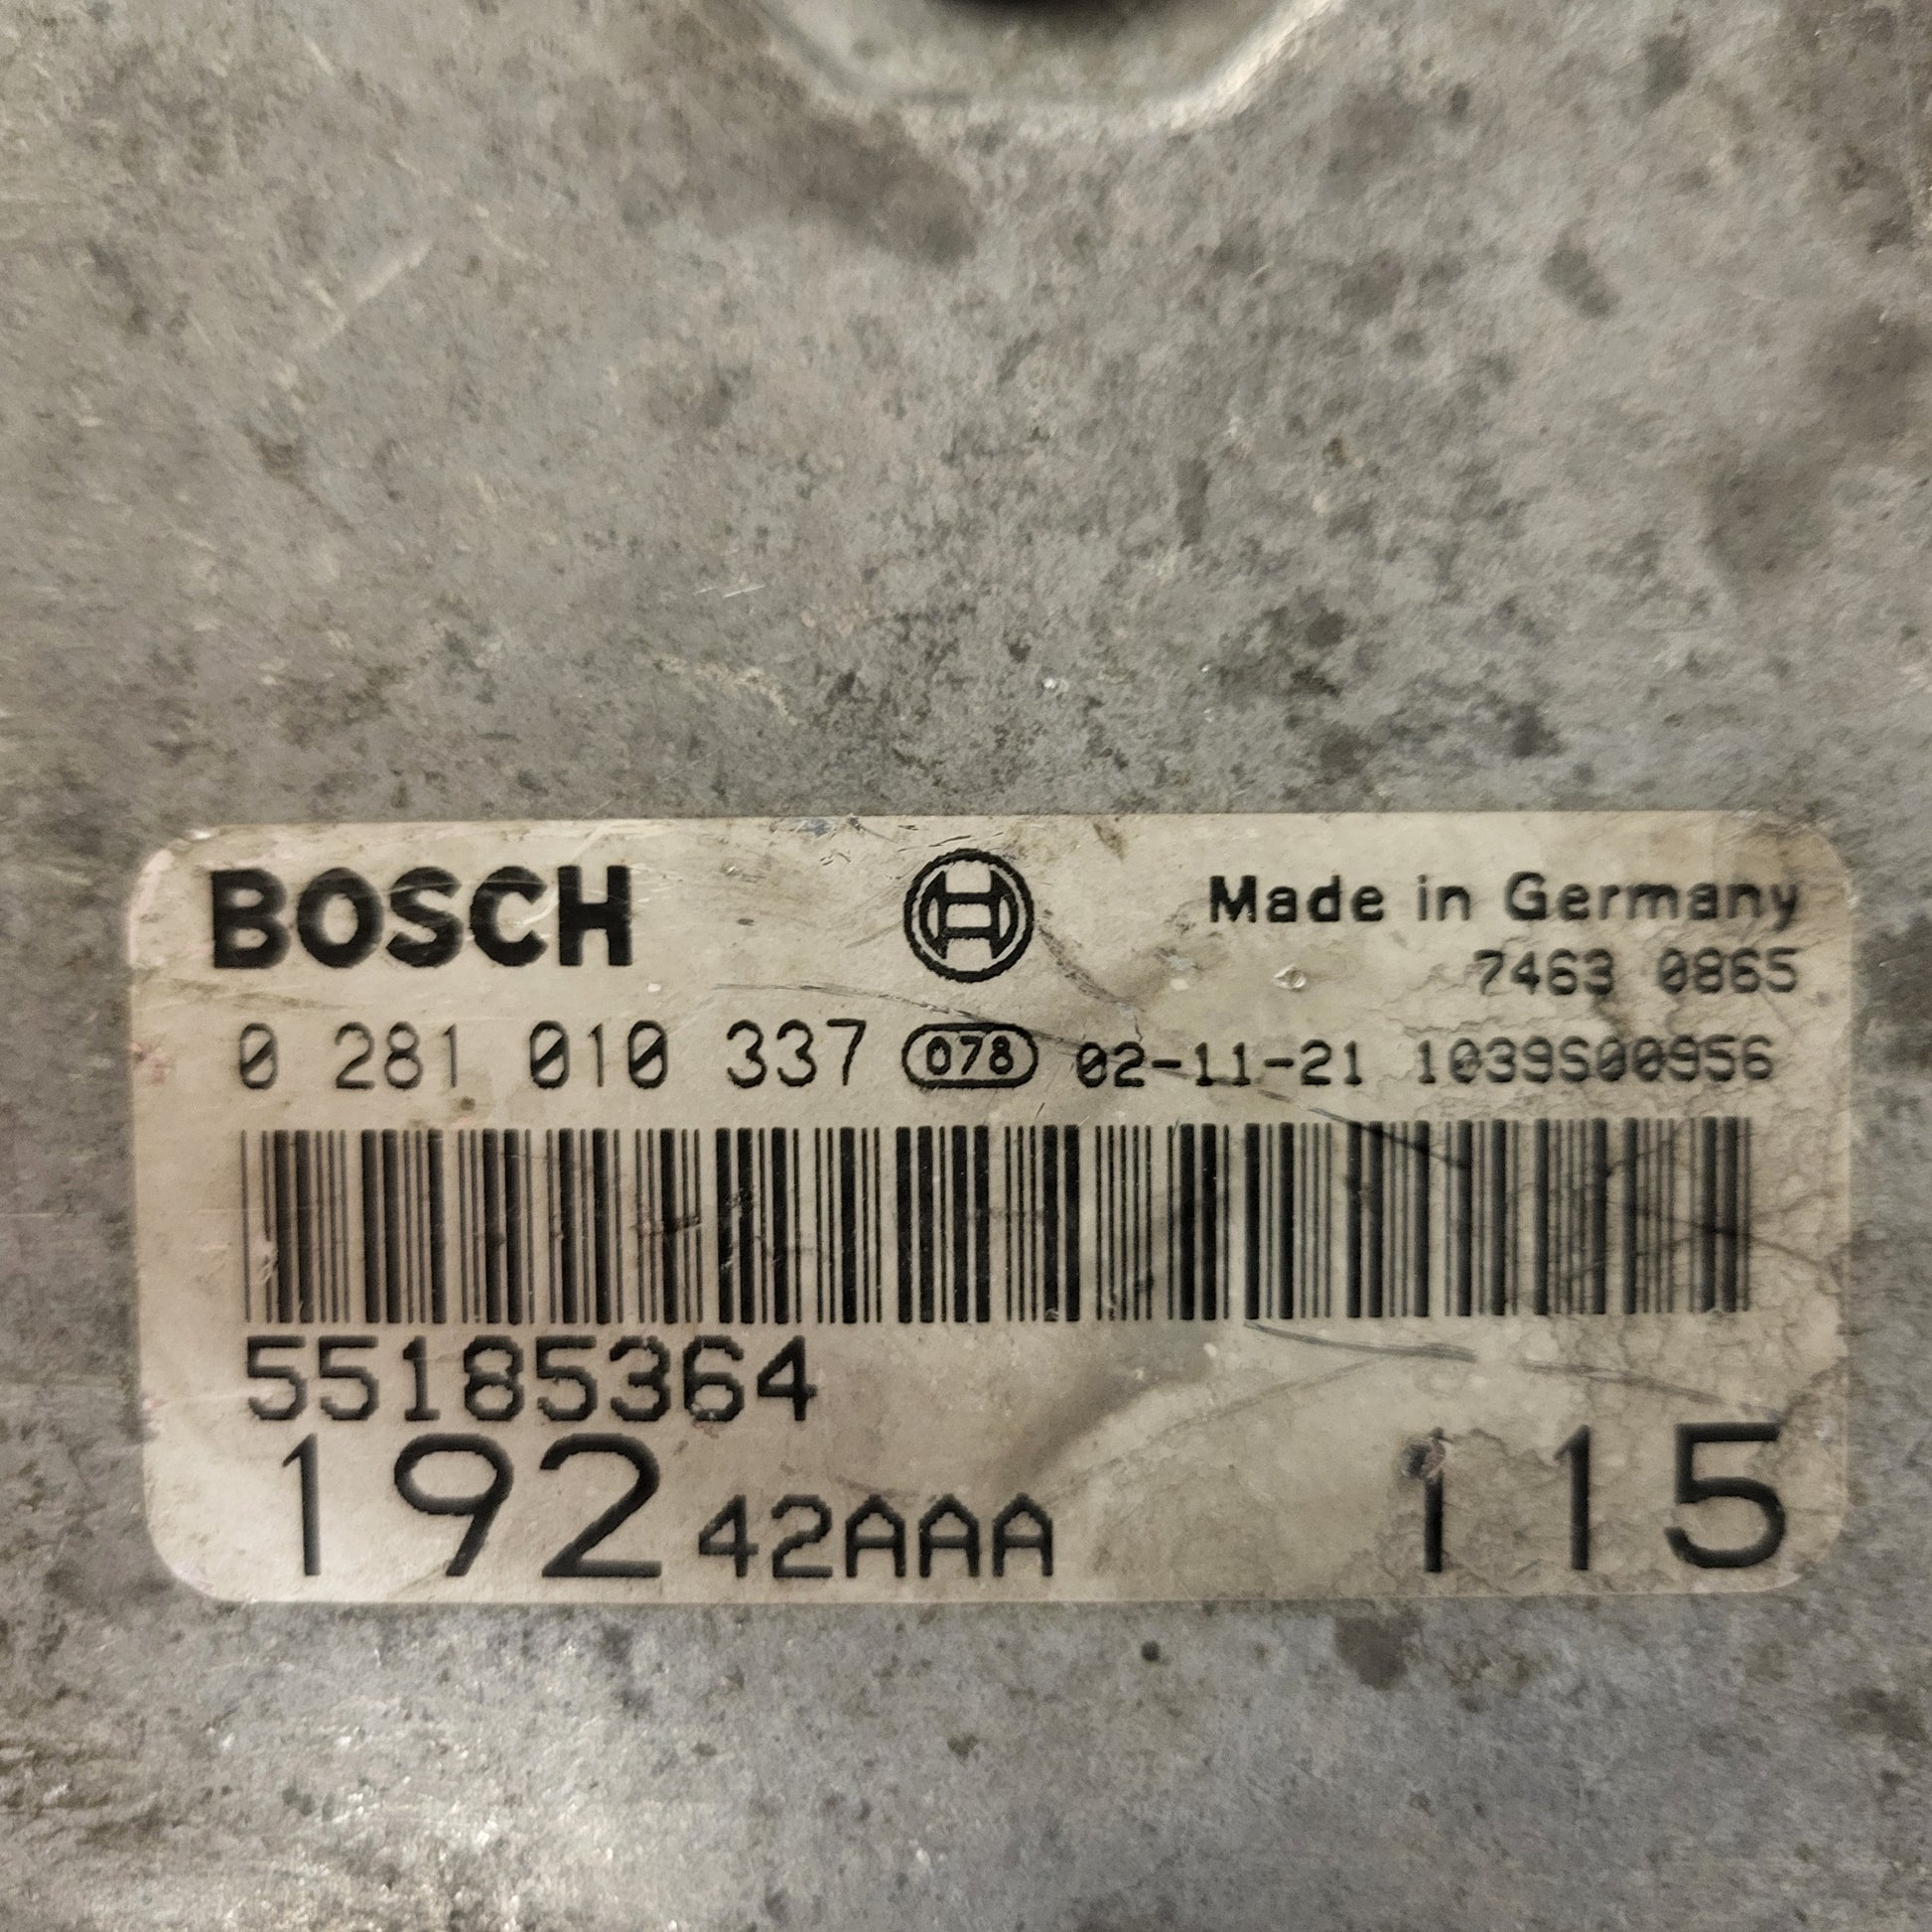 BOSCH Made in Germany
7463 0865
0 281 010 337 078 02-11-21 1039S00956
55185364
192 42AAA 115